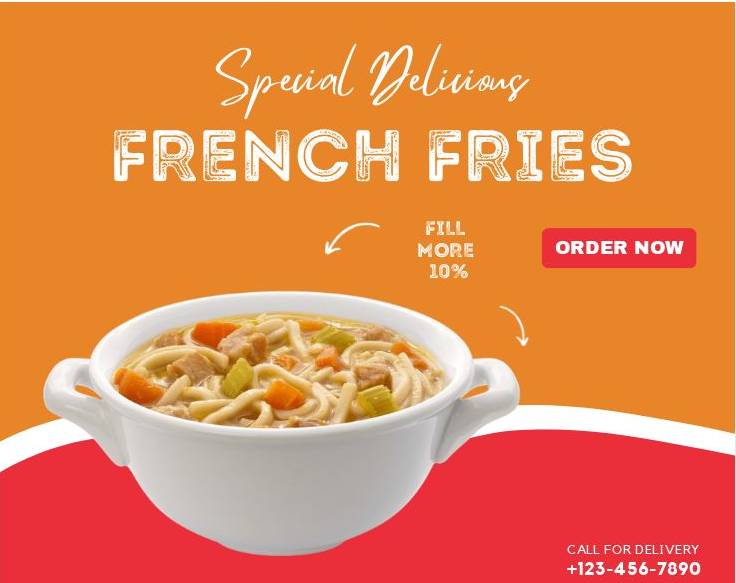 Special Delicious
FRENCH FRIES
FILL
MORE
10%
ORDER NOW
CALL FOR DELIVERY
+123-456-7890